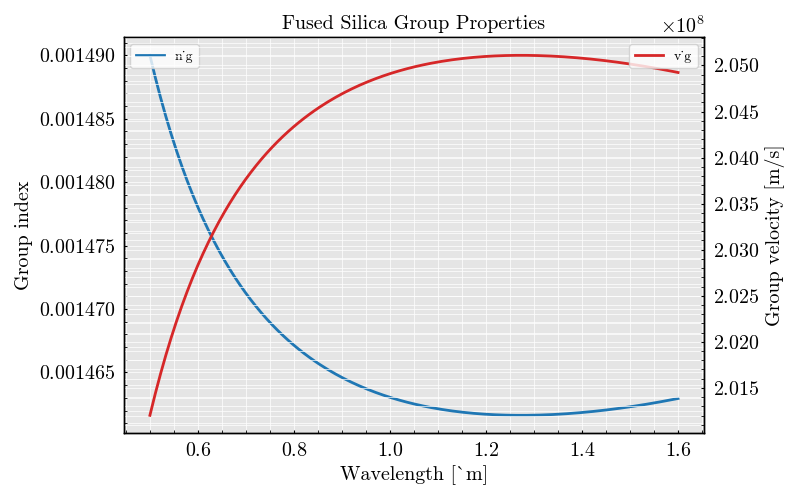 Fused Silica Group Properties
×10⁸
n˙g
v˙g
0.001490
0.001485
0.001480
0.001475
0.001470
0.001465
Group index
2.050
2.045
2.040
2.035
2.030
2.025
2.020
2.015
Group velocity [m/s]
0.6 0.8 1.0 1.2 1.4 1.6
Wavelength [`m]